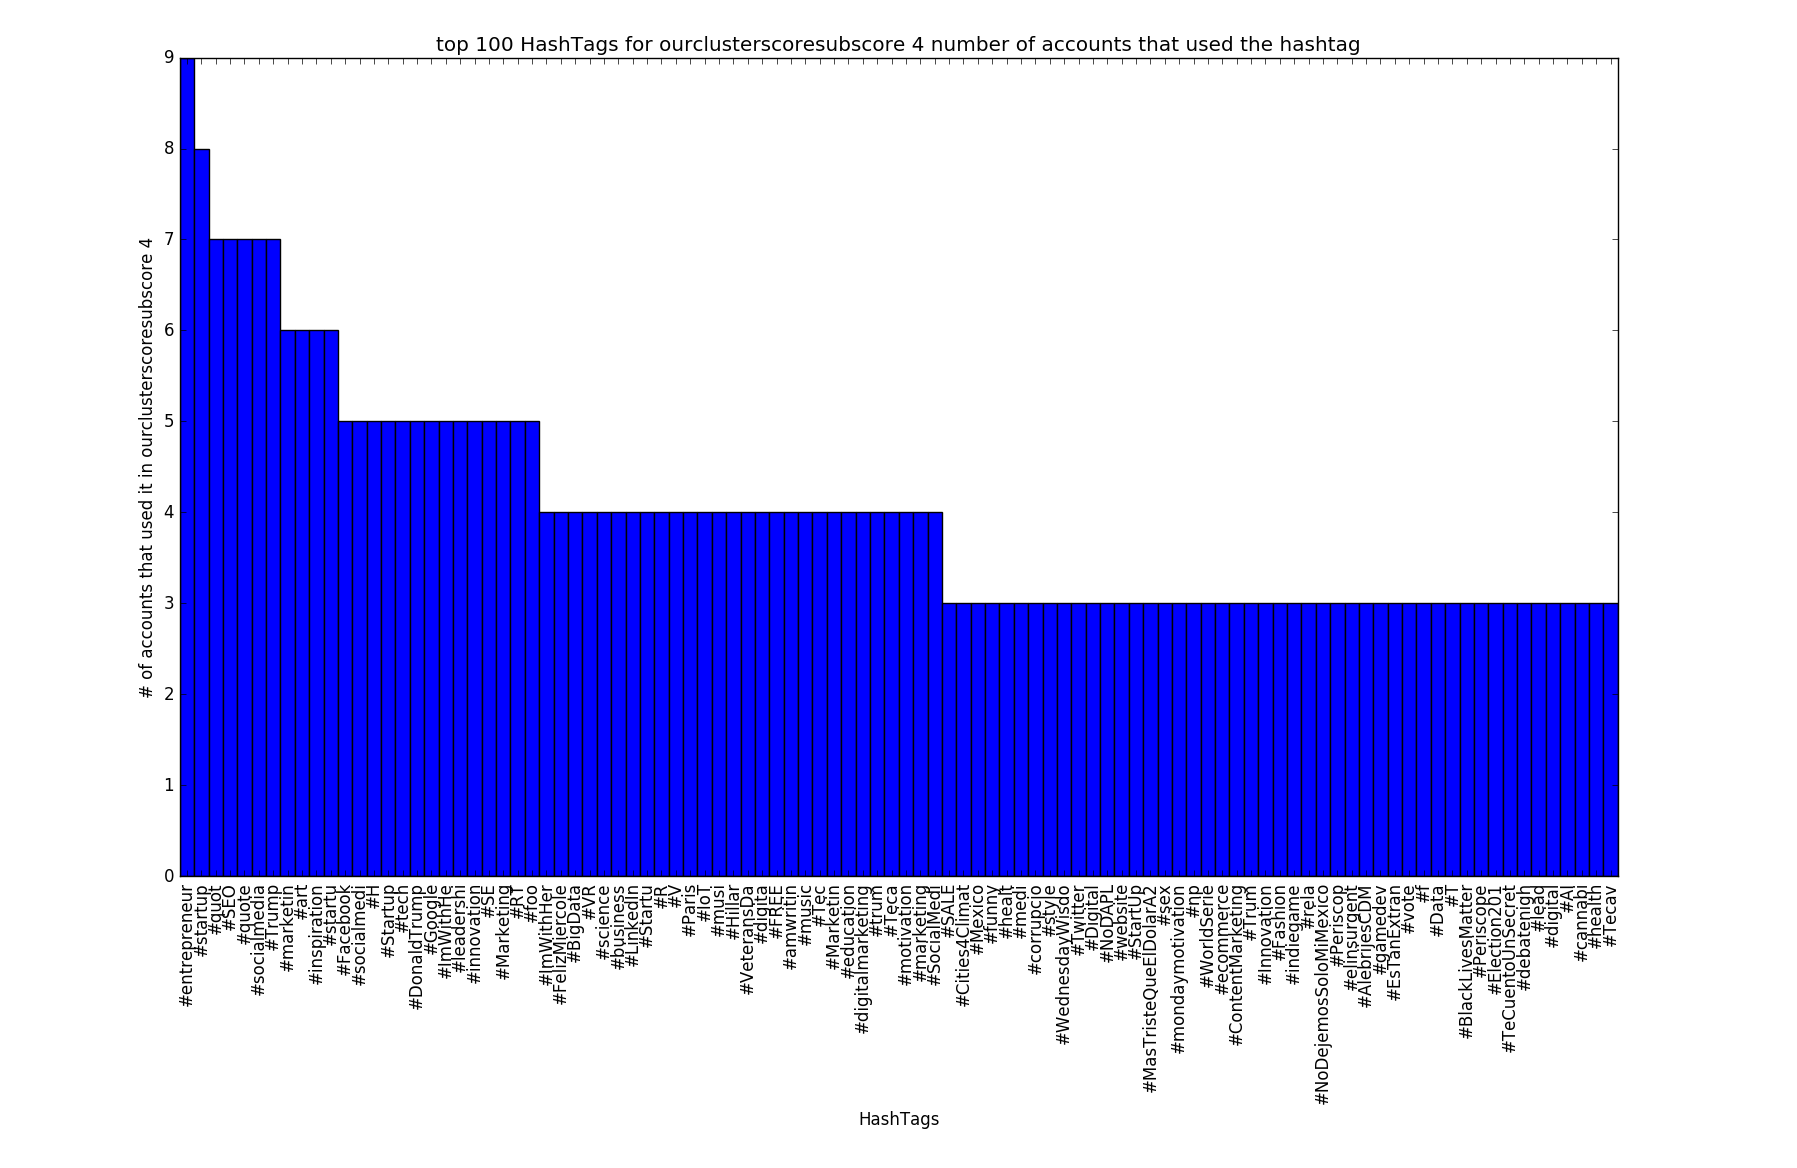 top 100 HashTags for ourclusterscoresubscore 4 number of accounts that used the hashtag
# of accounts that used it in ourclusterscoresubscore 4
9
8
7
6
5
4
3
2
1
0
#entrepreneur
#startup
#quot
#SEO
#quote
#socialmedia
#Trump
#marketin
#art
#inspiration
#startu
#Facebook
#socialmedi
#H
#Startup
#tech
#DonaldTrump
#Google
#ImWithHe
#leadershi
#innovation
#SE
#Marketing
#RT
#foo
#ImWithHer
#FelizMiercole
#BigData
#VR
#science
#business
#LinkedIn
#Startu
#R
#V
#Paris
#IoT
#musi
#Hillar
#VeteransDa
#digita
#FREE
#amwritin
#music
#Tec
#Marketin
#education
#digitalmarketing
#trum
#Teca
#motivation
#marketing
#SocialMedi
#SALE
#Cities4Climat
#Mexico
#funny
#healt
#medi
#corrupcio
#style
#WednesdayWisdo
#Twitter
#Digital
#NoDAPL
#website
#StartUp
#MasTristeQueElDolarA2
#sex
#mondaymotivation
#np
#WorldSerie
#ecommerce
#ContentMarketing
#Trum
#Innovation
#Fashion
#indiegame
#rela
#NoDejemosSoloMiMexico
#Periscop
#elinsurgent
#AlebrijesCDM
#gamedev
#EsTanExtran
#vote
#f
#Data
#T
#BlackLivesMatter
#Periscope
#Election201
#TeCuentoUnSecret
#debatenigh
#lead
#digital
#AI
#cannabi
#health
#Tecav
HashTags